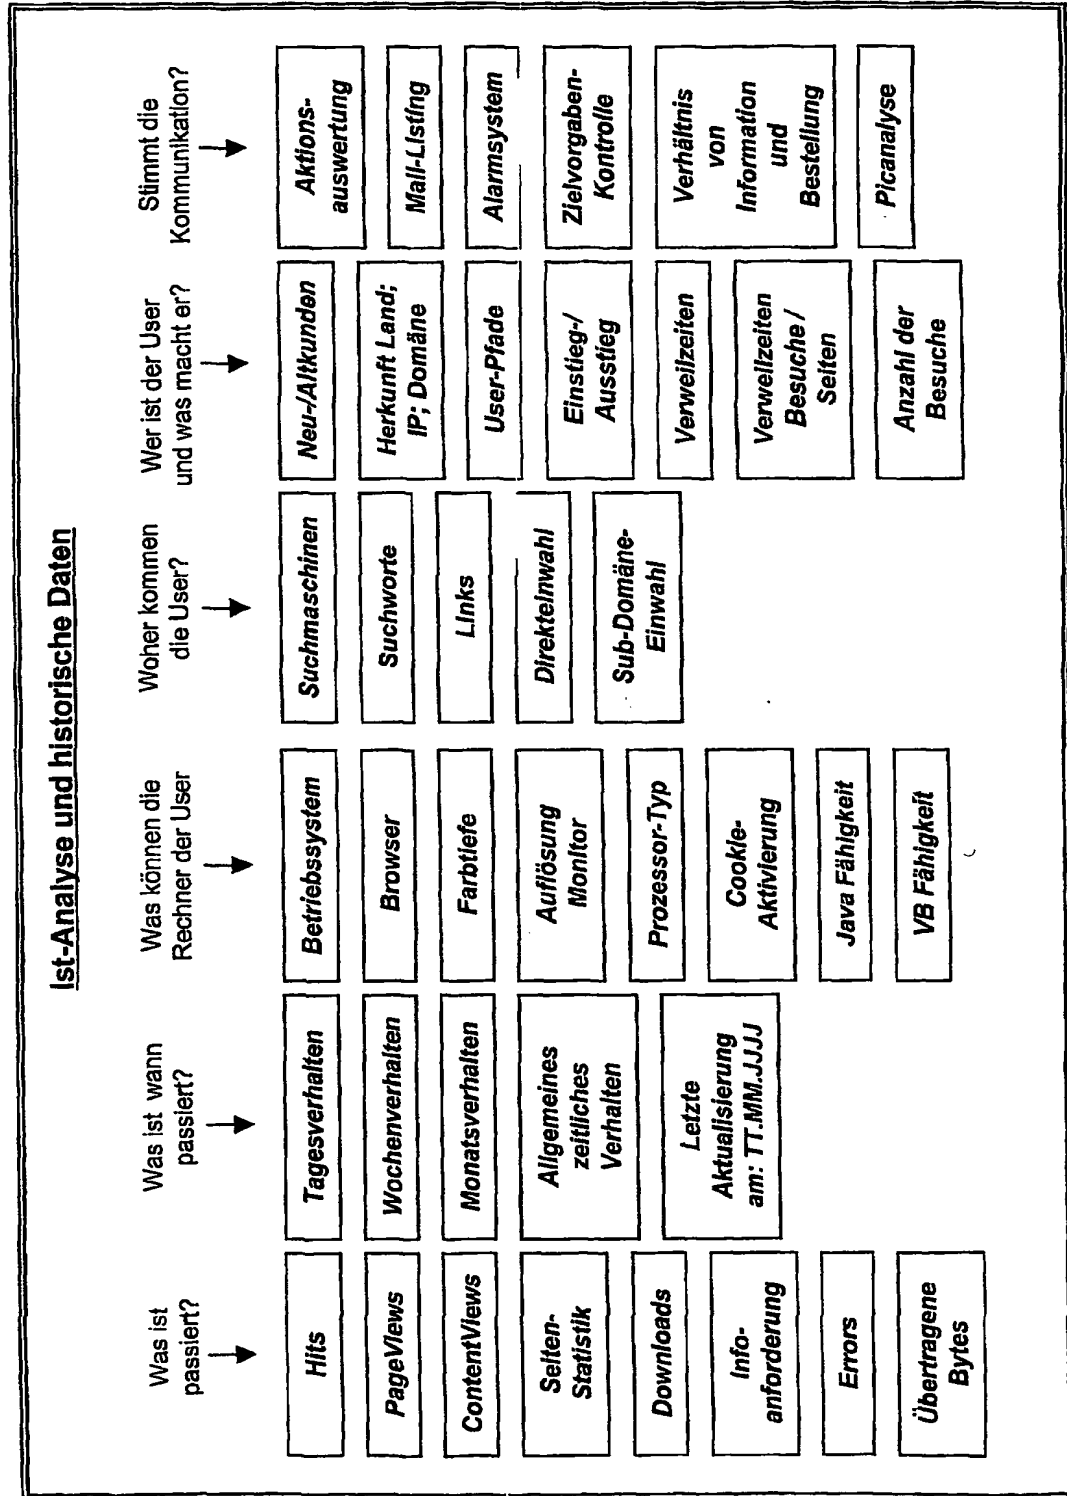 Ist-Analyse und historische Daten
Was ist
passiert?
Hits
PageViews
ContentViews
Seiten-
Statistik
Downloads
Info-
anforderung
Errors
Übertragene
Bytes
Was ist wann
passiert?
Tagesverhalten
Wochenverhalten
Monatsverhalten
Allgemeines
zeitliches
Verhalten
Letzte
Aktualisierung
am: TT.MM.JJJJ
Was können die
Rechner der User
Betriebssystem
Browser
Farbtiefe
Auflösung
Monitor
Prozessor-Typ
Cookie-
Aktivierung
Java Fähigkeit
VB Fähigkeit
Woher kommen
die User?
Suchmaschinen
Suchworte
Links
Direkteinwahl
Sub-Domäne-
Einwahl
Wer ist der User
und was macht er?
Neu-/Altkunden
Herkunft Land;
IP; Domäne
User-Pfade
Einstieg-/
Ausstieg
Verweilzeiten
Verweilzeiten
Besuche /
Seiten
Anzahl der
Besuche
Stimmt die
Kommunikation?
Aktions-
auswertung
Mail-Listing
Alarmsystem
Zielvorgaben-
Kontrolle
Verhältnis
von
Information
und
Bestellung
Picanalyse